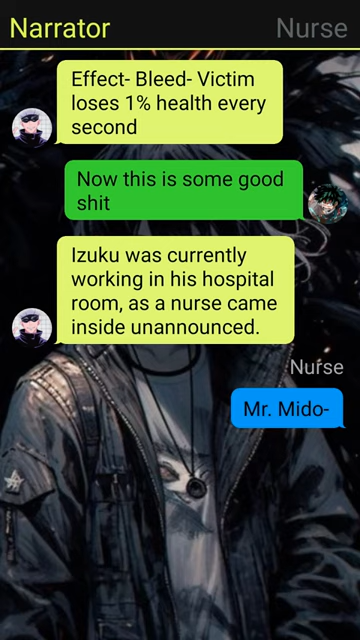 Narrator
Nurse
Effect- Bleed- Victim
loses 1% health every
second
Now this is some good
shit
Izuku was currently
working in his hospital
room, as a nurse came
inside unannounced.
Nurse
Mr. Mido-